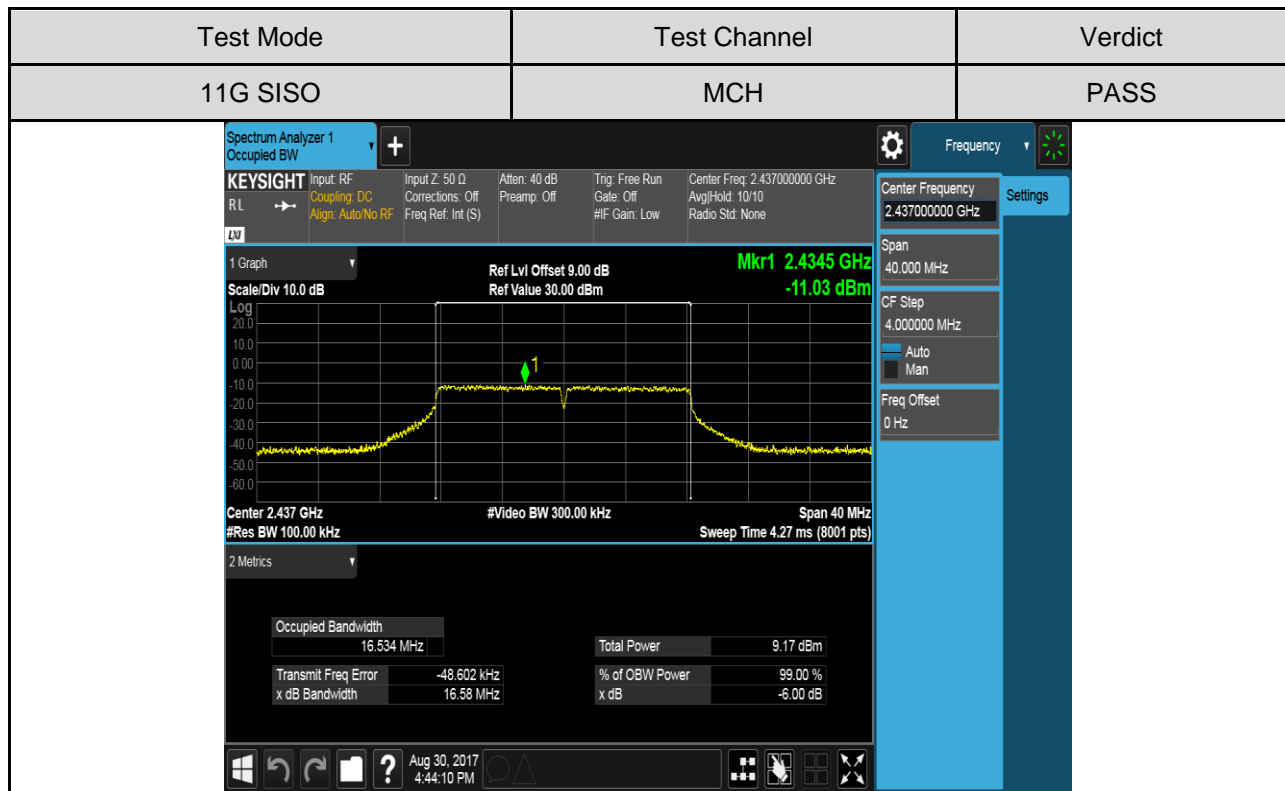 Test Mode Test Channel Verdict
11G SISO MCH PASS
Spectrum Analyzer 1
Occupied BW
+
Frequency
KEYSIGHT Input: RF Input Z: 50 Ω Atten: 40 dB Trig: Free Run Center Freq: 2.437000000 GHz
RL Coupling: DC Corrections: Off Preamp: Off Gate: Off Avg|Hold: 10/10
Align: Auto/No RF Freq Ref: Int (S) #IF Gain: Low Radio Std: None
LXI
Center Frequency
2.437000000 GHz
Settings
Span
40.000 MHz
CF Step
4.000000 MHz
Auto
Man
Freq Offset
0 Hz
1 Graph Ref Lvl Offset 9.00 dB Mkr1 2.4345 GHz
Scale/Div 10.0 dB Ref Value 30.00 dBm -11.03 dBm
Log
20.0
10.0
0.00
-10.0
-20.0
-30.0
-40.0
-50.0
-60.0
1
Center 2.437 GHz #Video BW 300.00 kHz Span 40 MHz
#Res BW 100.00 kHz Sweep Time 4.27 ms (8001 pts)
2 Metrics
Occupied Bandwidth
16.534 MHz Total Power 9.17 dBm
Transmit Freq Error -48.602 kHz % of OBW Power 99.00 %
x dB Bandwidth 16.58 MHz x dB -6.00 dB
? Aug 30, 2017
4:44:10 PM